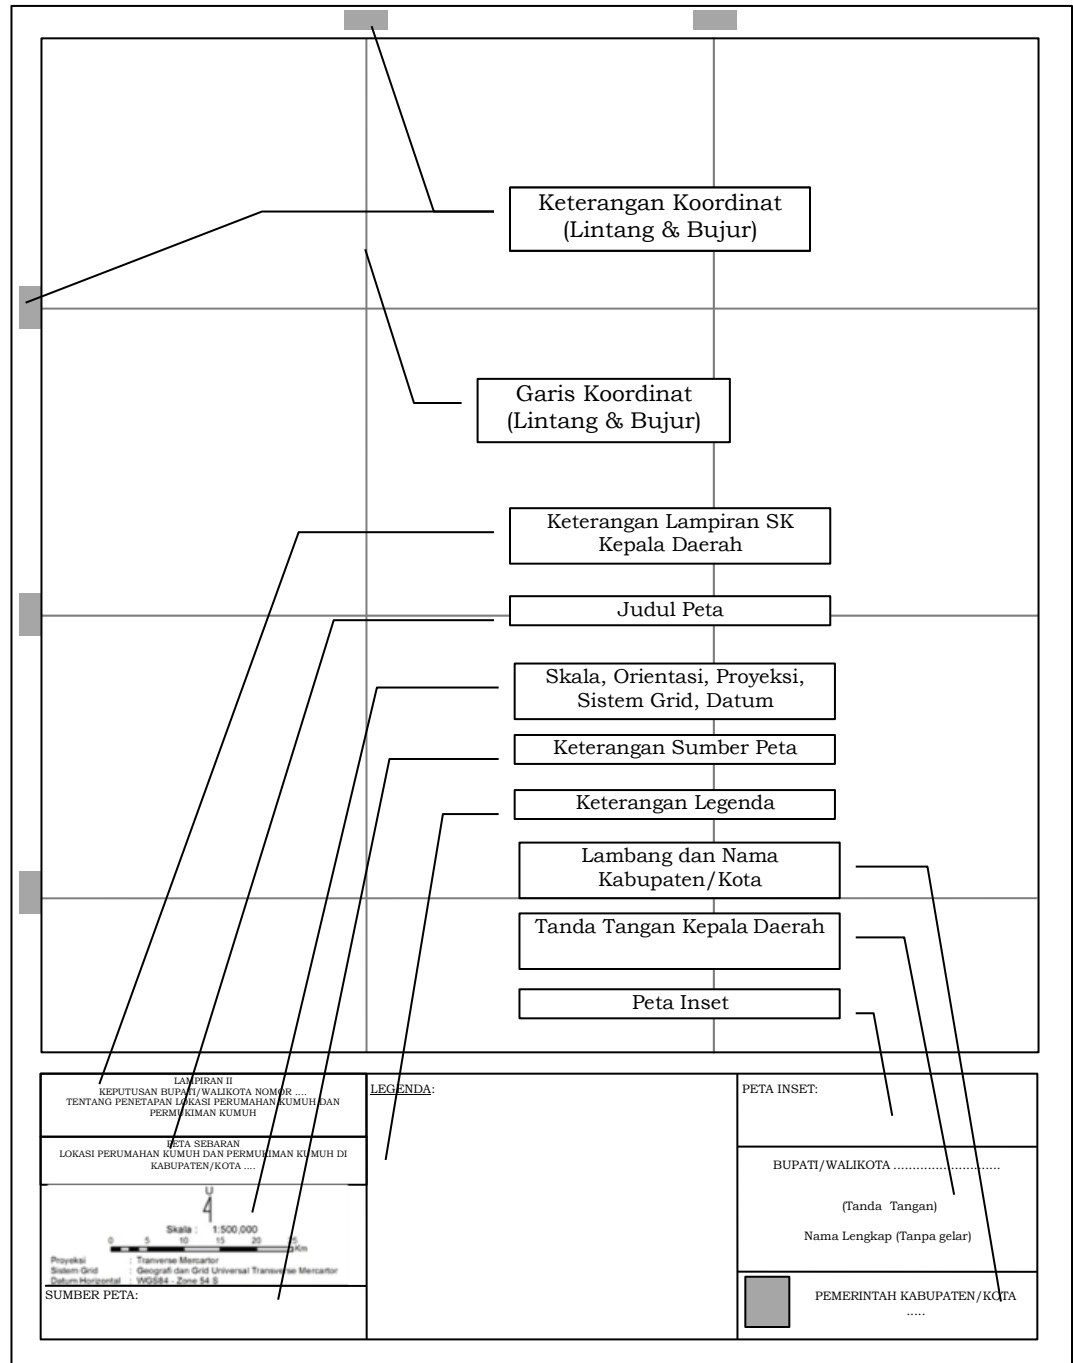 Keterangan Koordinat
(Lintang & Bujur)
Garis Koordinat
(Lintang & Bujur)
Keterangan Lampiran SK
Kepala Daerah
Judul Peta
Skala, Orientasi, Proyeksi,
Sistem Grid, Datum
Keterangan Sumber Peta
Keterangan Legenda
Lambang dan Nama
Kabupaten/Kota
Tanda Tangan Kepala Daerah
Peta Inset
LAMPIRAN II
KEPUTUSAN BUPATI/WALIKOTA NOMOR ....
TENTANG PENETAPAN LOKASI PERUMAHAN KUMUH DAN
PERMUKIMAN KUMUH
PETA SEBARAN
LOKASI PERUMAHAN KUMUH DAN PERMUKIMAN KUMUH DI
KABUPATEN/KOTA ....
U
Skala : 1:500,000
0 5 10 15 20 25
Km
Proyeksi : Tranverse Mercartor
Sistem Grid : Geografi dan Grid Universal Transverse Mercartor
Datum Horizontal : WGS84 - Zone 54 S
SUMBER PETA:
LEGENDA:
PETA INSET:
BUPATI/WALIKOTA ............................
(Tanda Tangan)
Nama Lengkap (Tanpa gelar)
PEMERINTAH KABUPATEN/KOTA
.....